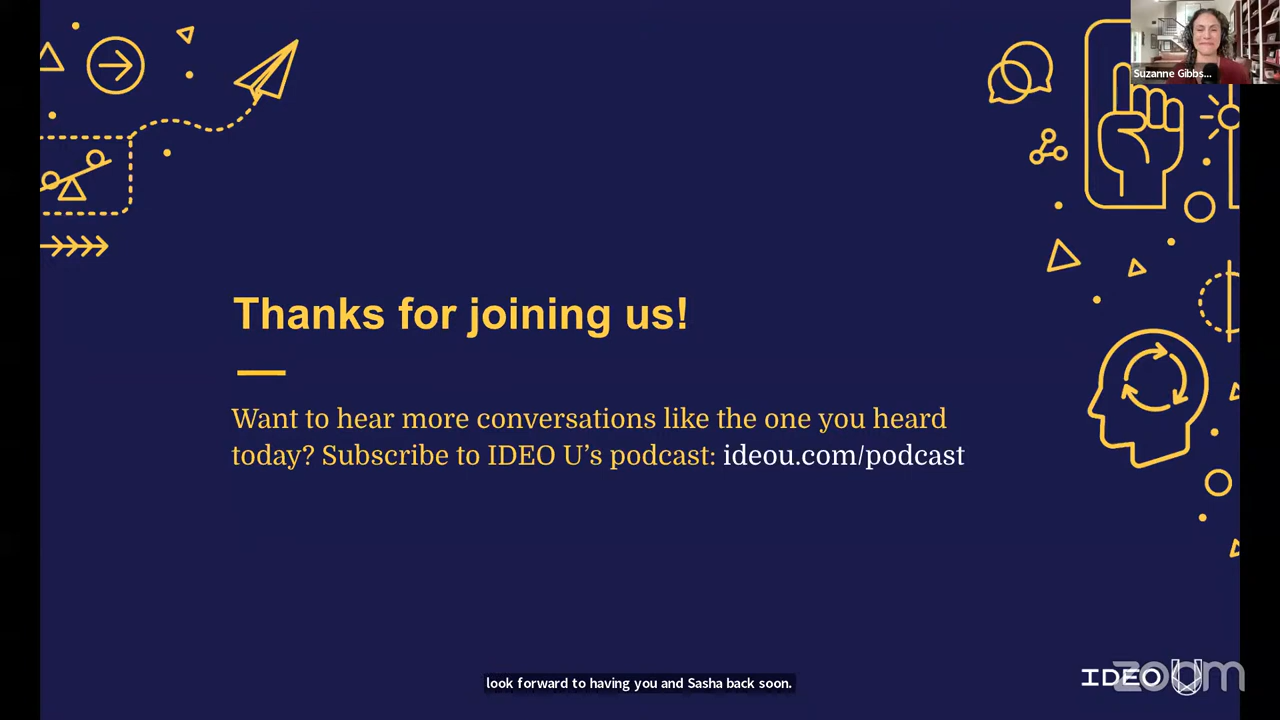 Suzanne Gibbs...
Thanks for joining us!
Want to hear more conversations like the one you heard
today? Subscribe to IDEO U’s podcast: ideou.com/podcast
look forward to having you and Sasha back soon.
IDEO U
zoom